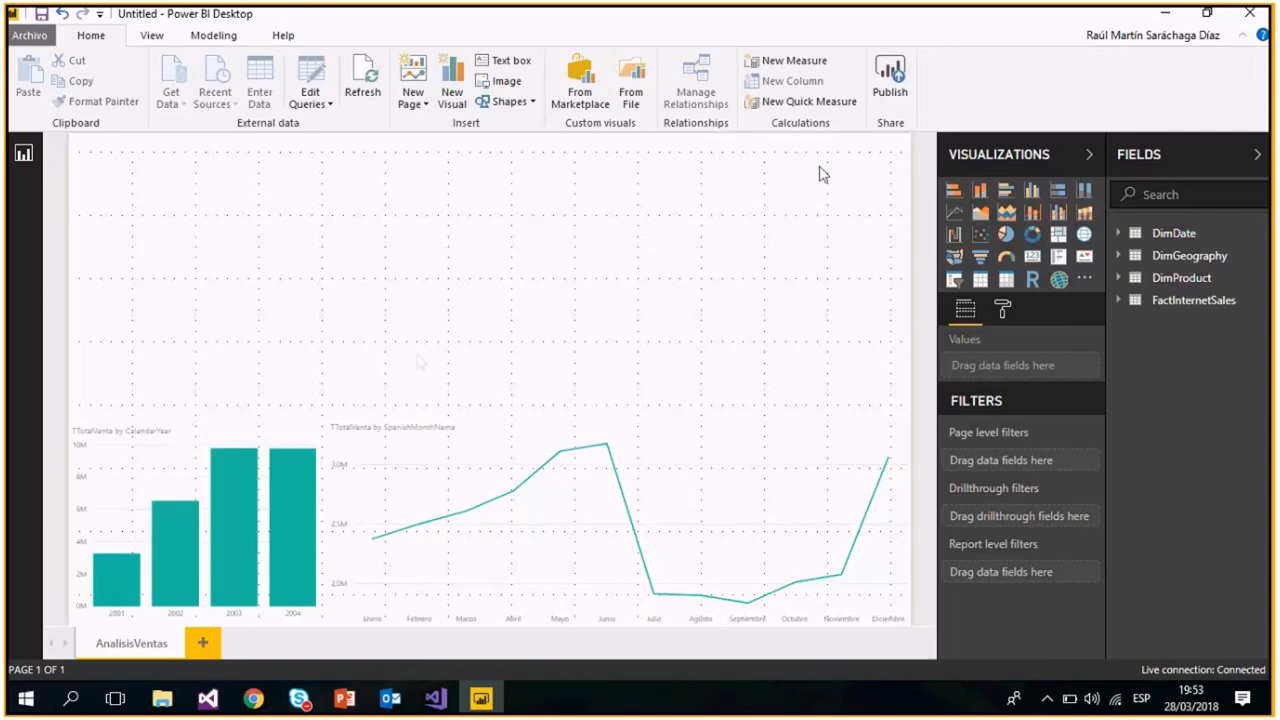 Untitled - Power BI Desktop
Archivo Home View Modeling Help Raúl Martín Saráchaga Díaz
Paste Cut Copy Format Painter
Clipboard
Get Data Recent Sources Enter Data Edit Queries Refresh
External data
New Page New Visual Text box Image Shapes
Insert
From Marketplace From File
Custom visuals
Manage Relationships
Relationships
New Measure
New Column
New Quick Measure
Calculations
Publish
Share
TTotalVenta by CalendarYear
10M
8M
6M
4M
2M
0M
2001 2002 2003 2004
TTotalVenta by SpanishMonthName
3,0M
2,5M
2,0M
Enero Febrero Marzo Abril Mayo Junio Julio Agosto Septiembre Octubre Noviembre Diciembre
VISUALIZATIONS
R
Values
Drag data fields here
FILTERS
Page level filters
Drag data fields here
Drillthrough filters
Drag drillthrough fields here
Report level filters
Drag data fields here
FIELDS
Search
DimDate
DimGeography
DimProduct
FactInternetSales
AnalisisVentas +
PAGE 1 OF 1 Live connection: Connected
ESP 19:53
28/03/2018